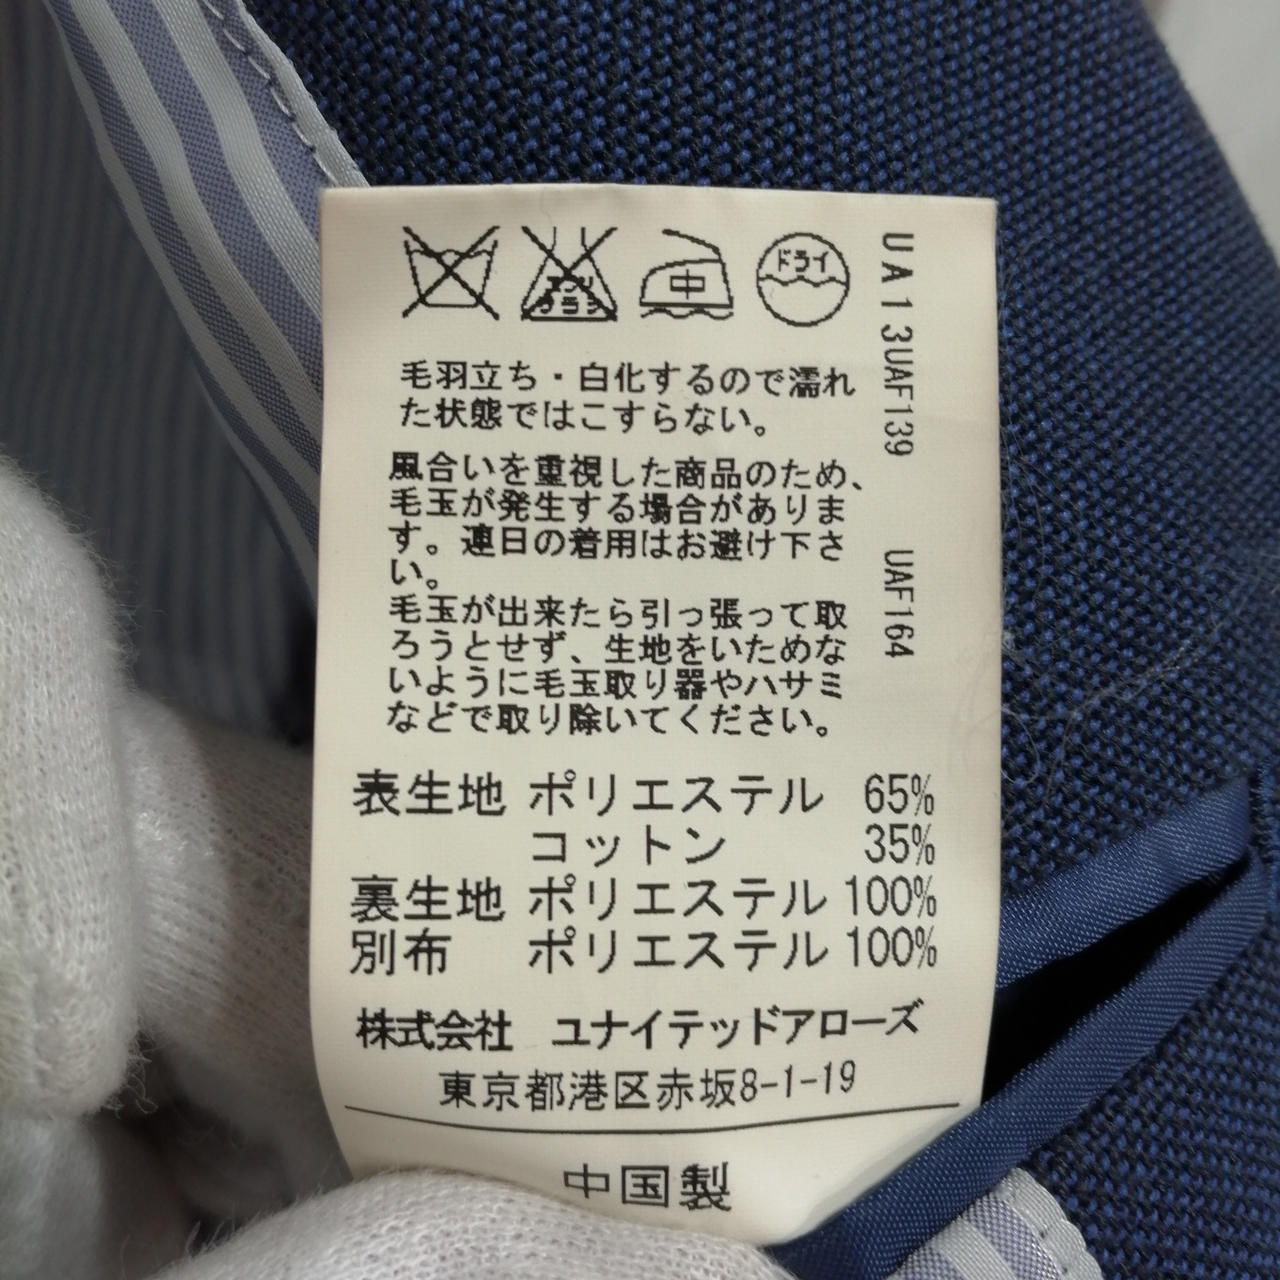 エンソ
サラシ
中
ドライ
毛羽立ち・白化するので濡れ
た状態ではこすらない。
風合いを重視した商品のため、
毛玉が発生する場合がありま
す。連日の着用はお避け下さ
い。
毛玉が出来たら引っ張って取
ろうとせず、生地をいためな
いように毛玉取り器やハサミ
などで取り除いてください。
表生地 ポリエステル 65%
コットン 35%
裏生地 ポリエステル 100%
別布 ポリエステル 100%
株式会社 ユナイテッドアローズ
東京都港区赤坂8-1-19
中国製
UA13UAF139 UAF164